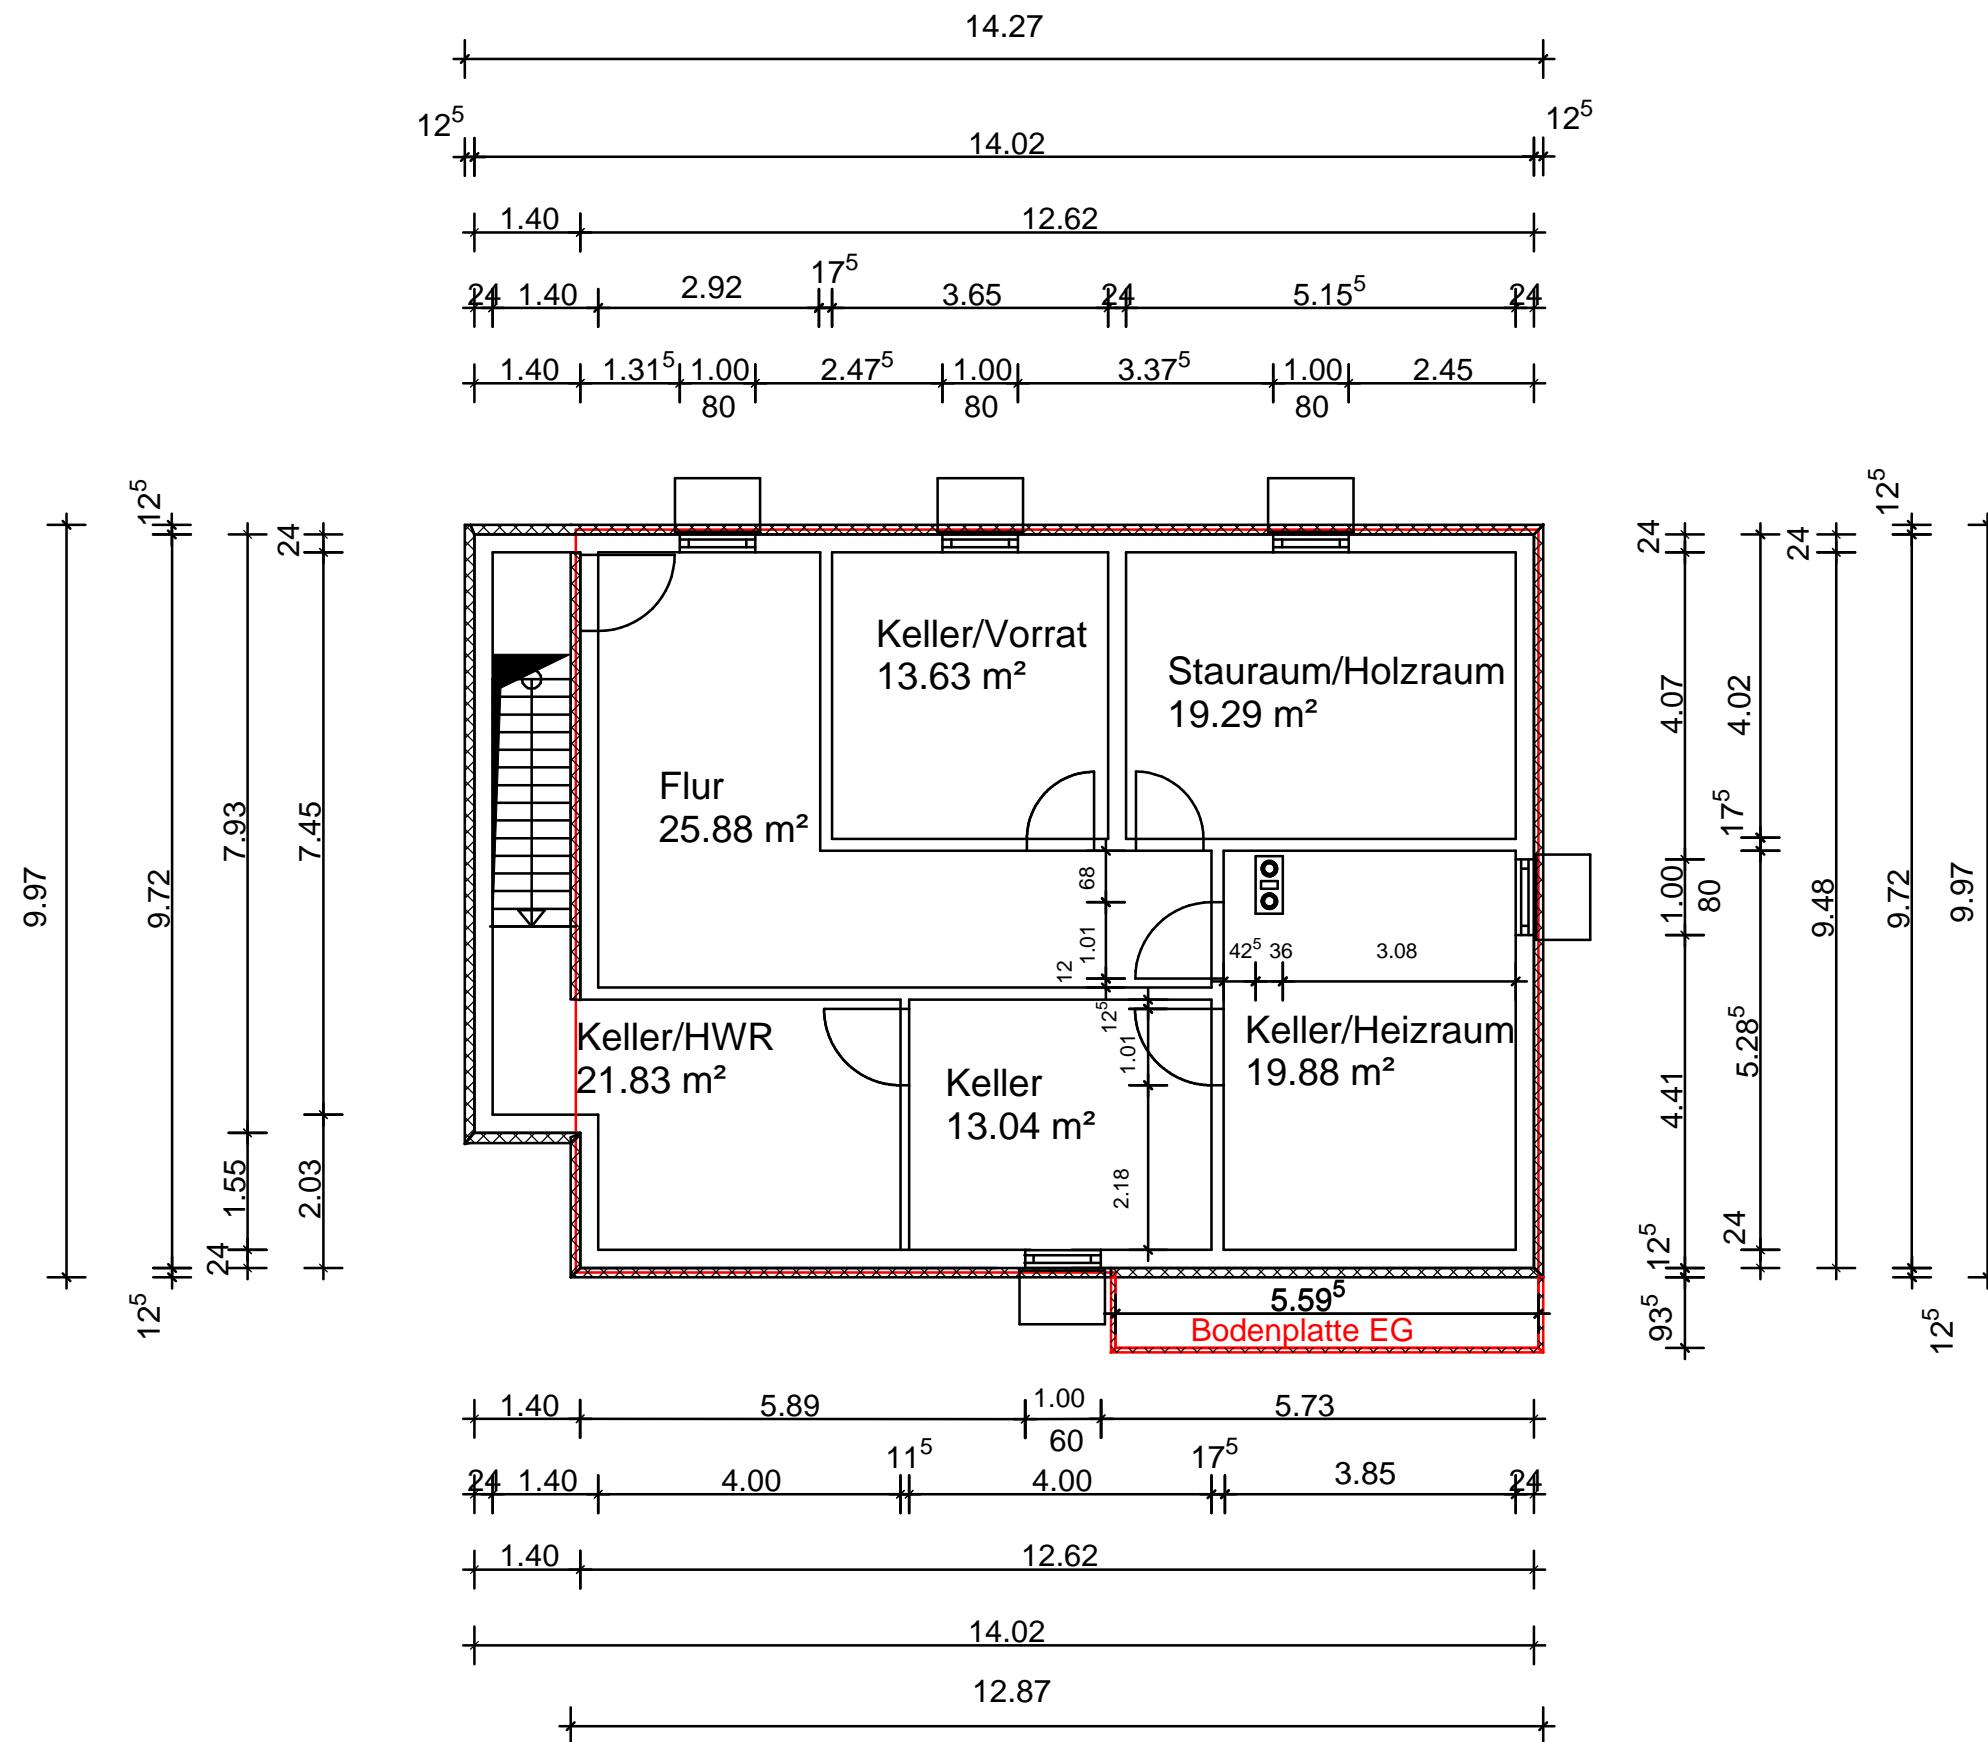 14.27
12⁵ 14.02 12⁵
1.40 12.62
24 1.40 2.92 17⁵ 3.65 24 5.15⁵ 24
1.40 1.31⁵ 1.00 2.47⁵ 1.00 3.37⁵ 1.00 2.45
80 80 80
9.97
12⁵ 9.72 12⁵
7.93 1.55 24
24 7.45 2.03
Keller/Vorrat
13.63 m²
Stauraum/Holzraum
19.29 m²
Flur
25.88 m²
68
1.01
12
42⁵ 36 3.08
Keller/HWR
21.83 m²
Keller
13.04 m²
12⁵
1.01
2.18
Keller/Heizraum
19.88 m²
5.59⁵
Bodenplatte EG
24 4.07 1.00 4.41 12⁵ 93⁵
80
4.02 17⁵ 5.28⁵ 24
24 9.48
12⁵ 9.72 12⁵
9.97
1.40 5.89 1.00 5.73
60
24 1.40 4.00 11⁵ 4.00 17⁵ 3.85 24
1.40 12.62
14.02
12.87